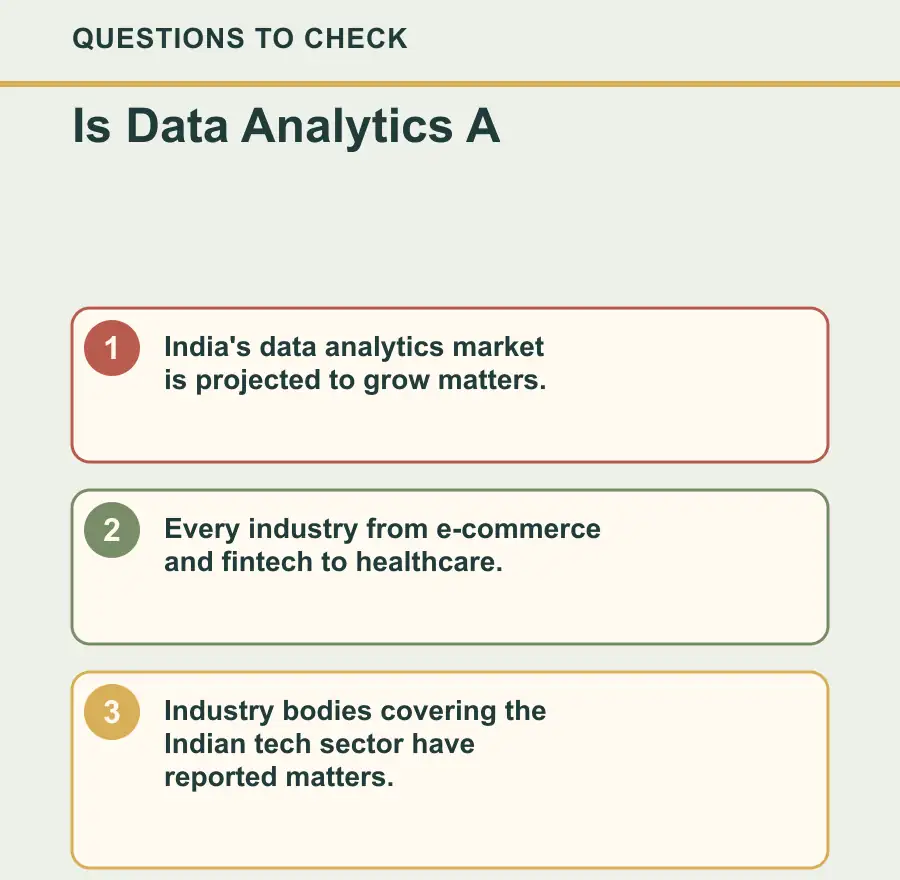 QUESTIONS TO CHECK
Is Data Analytics A
1
India's data analytics market
is projected to grow matters.
2
Every industry from e-commerce
and fintech to healthcare.
3
Industry bodies covering the
Indian tech sector have
reported matters.